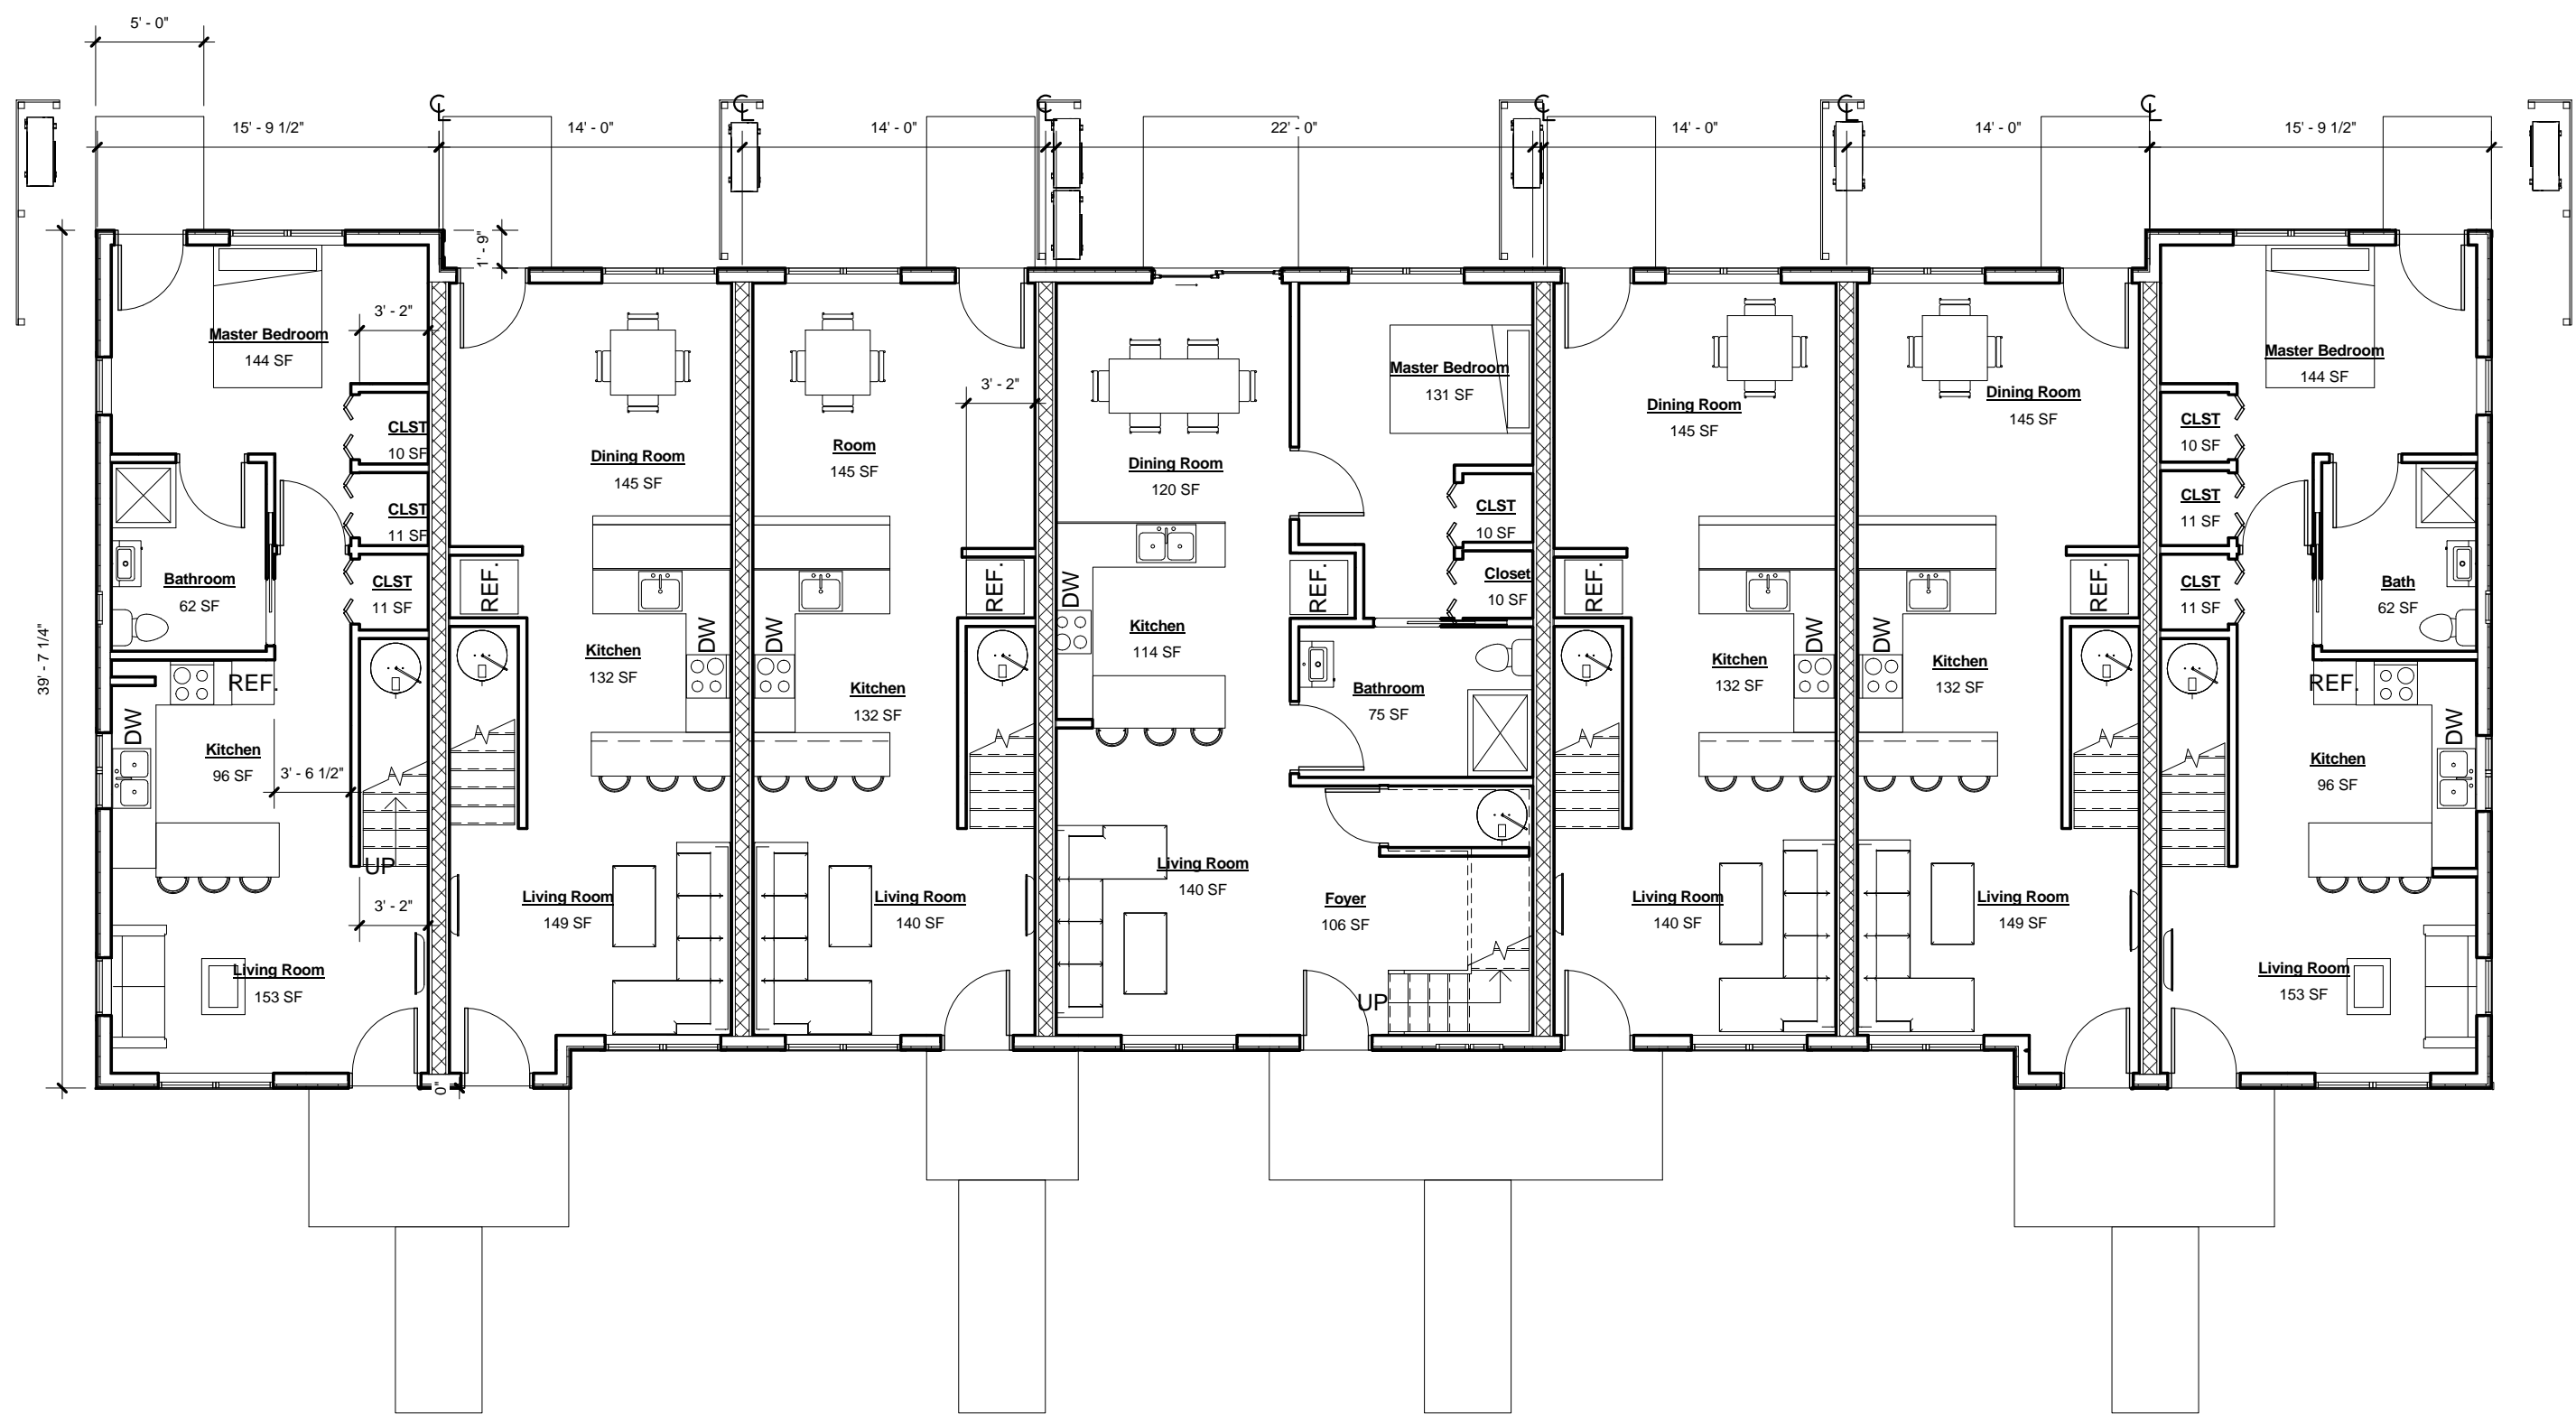 5' - 0"
15' - 9 1/2"
14' - 0"
14' - 0"
22' - 0"
14' - 0"
14' - 0"
15' - 9 1/2"
1' - 9"
39' - 7 1/4"
Master Bedroom
144 SF
3' - 2"
CLST
10 SF
CLST
11 SF
CLST
11 SF
Bathroom
62 SF
REF.
DW
Kitchen
96 SF
3' - 6 1/2"
UP
3' - 2"
Living Room
153 SF
0"
Dining Room
145 SF
REF.
DW
Kitchen
132 SF
Living Room
149 SF
Room
145 SF
3' - 2"
REF.
DW
Kitchen
132 SF
Living Room
140 SF
Dining Room
120 SF
DW
Kitchen
114 SF
REF.
Living Room
140 SF
Master Bedroom
131 SF
CLST
10 SF
Closet
10 SF
Bathroom
75 SF
Foyer
106 SF
UP
Dining Room
145 SF
REF.
DW
Kitchen
132 SF
Living Room
140 SF
Dining Room
145 SF
REF.
DW
Kitchen
132 SF
Living Room
149 SF
Master Bedroom
144 SF
CLST
10 SF
CLST
11 SF
CLST
11 SF
Bath
62 SF
REF.
DW
Kitchen
96 SF
Living Room
153 SF